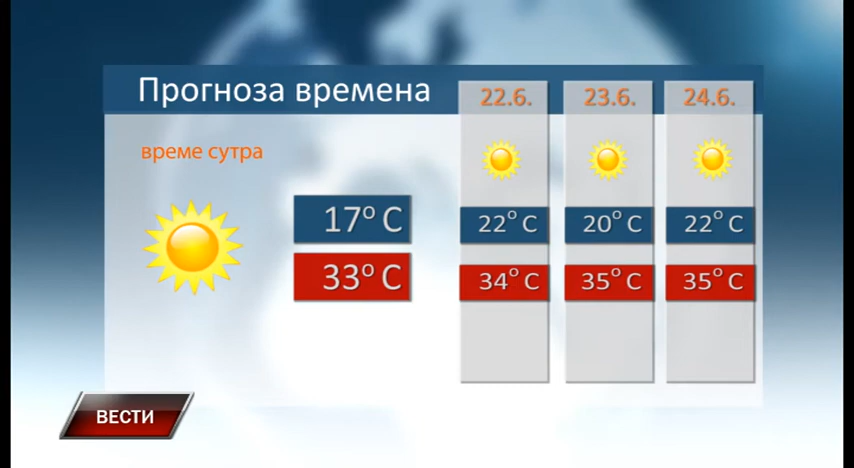 Прогноза времена
22.6. 23.6. 24.6.
време сутра
17°C
22°C 20°C 22°C
33°C
34°C 35°C 35°C
ВЕСТИ